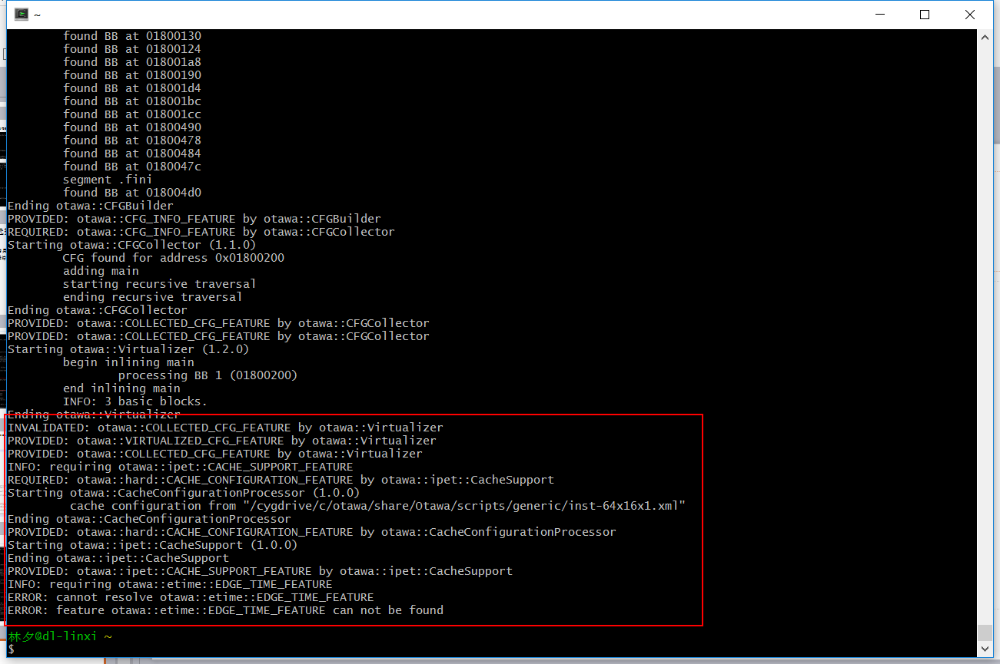 ~
found BB at 01800130
found BB at 01800124
found BB at 018001a8
found BB at 01800190
found BB at 018001d4
found BB at 018001bc
found BB at 018001cc
found BB at 01800490
found BB at 01800478
found BB at 01800484
found BB at 0180047c
segment .fini
found BB at 018004d0
Ending otawa::CFGBuilder
PROVIDED: otawa::CFG_INFO_FEATURE by otawa::CFGBuilder
REQUIRED: otawa::CFG_INFO_FEATURE by otawa::CFGCollector
Starting otawa::CFGCollector (1.1.0)
CFG found for address 0x01800200
adding main
starting recursive traversal
ending recursive traversal
Ending otawa::CFGCollector
PROVIDED: otawa::COLLECTED_CFG_FEATURE by otawa::CFGCollector
PROVIDED: otawa::COLLECTED_CFG_FEATURE by otawa::CFGCollector
Starting otawa::Virtualizer (1.2.0)
begin inlining main
processing BB 1 (01800200)
end inlining main
INFO: 3 basic blocks.
Ending otawa::Virtualizer
INVALIDATED: otawa::COLLECTED_CFG_FEATURE by otawa::Virtualizer
PROVIDED: otawa::VIRTUALIZED_CFG_FEATURE by otawa::Virtualizer
PROVIDED: otawa::COLLECTED_CFG_FEATURE by otawa::Virtualizer
INFO: requiring otawa::ipet::CACHE_SUPPORT_FEATURE
REQUIRED: otawa::hard::CACHE_CONFIGURATION_FEATURE by otawa::ipet::CacheSupport
Starting otawa::CacheConfigurationProcessor (1.0.0)
cache configuration from "/cygdrive/c/otawa/share/Otawa/scripts/generic/inst-64x16x1.xml"
Ending otawa::CacheConfigurationProcessor
PROVIDED: otawa::hard::CACHE_CONFIGURATION_FEATURE by otawa::CacheConfigurationProcessor
Starting otawa::ipet::CacheSupport (1.0.0)
Ending otawa::ipet::CacheSupport
PROVIDED: otawa::ipet::CACHE_SUPPORT_FEATURE by otawa::ipet::CacheSupport
INFO: requiring otawa::etime::EDGE_TIME_FEATURE
ERROR: cannot resolve otawa::etime::EDGE_TIME_FEATURE
ERROR: feature otawa::etime::EDGE_TIME_FEATURE can not be found
林夕@dl-linxi ~
$